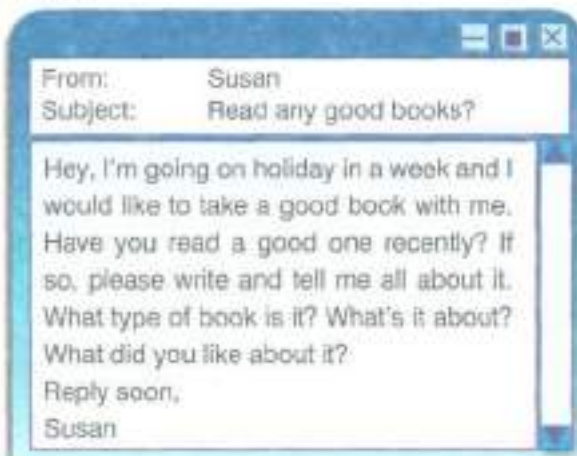 From: Susan
Subject: Read any good books?
Hey, I'm going on holiday in a week and I
would like to take a good book with me.
Have you read a good one recently? If
so, please write and tell me all about it.
What type of book is it? What's it about?
What did you like about it?
Reply soon,
Susan